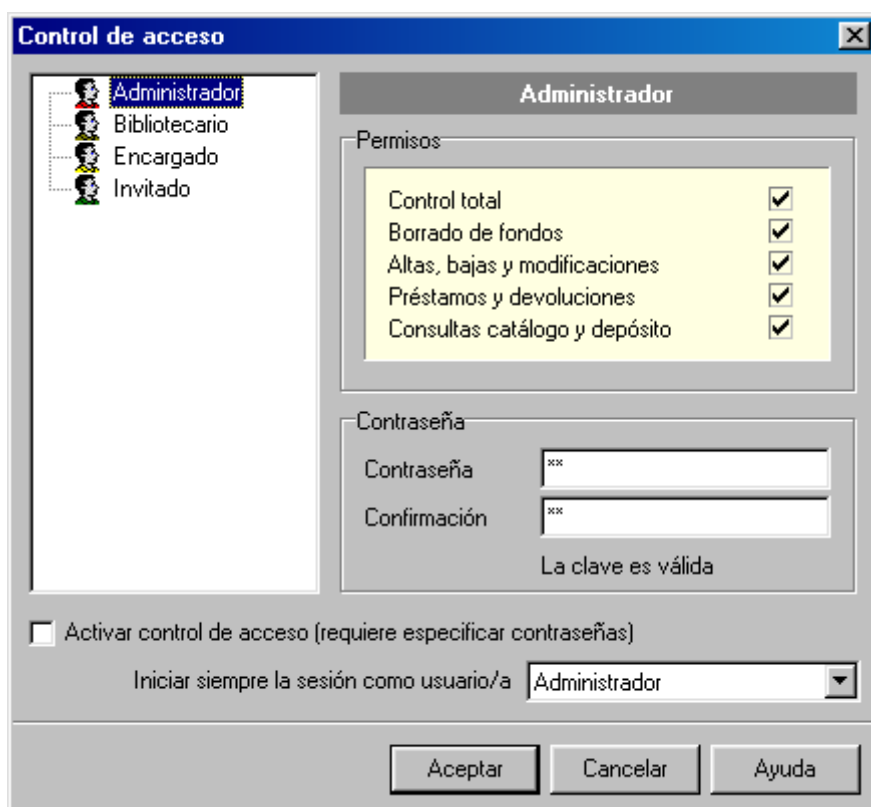 Control de acceso
Administrador
Bibliotecario
Encargado
Invitado
Administrador
Permisos
Control total
Borrado de fondos
Altas, bajas y modificaciones
Préstamos y devoluciones
Consultas catálogo y depósito
Contraseña
Contraseña **
Confirmación **
La clave es válida
Activar control de acceso (requiere especificar contraseñas)
Iniciar siempre la sesión como usuario/a Administrador
Aceptar Cancelar Ayuda